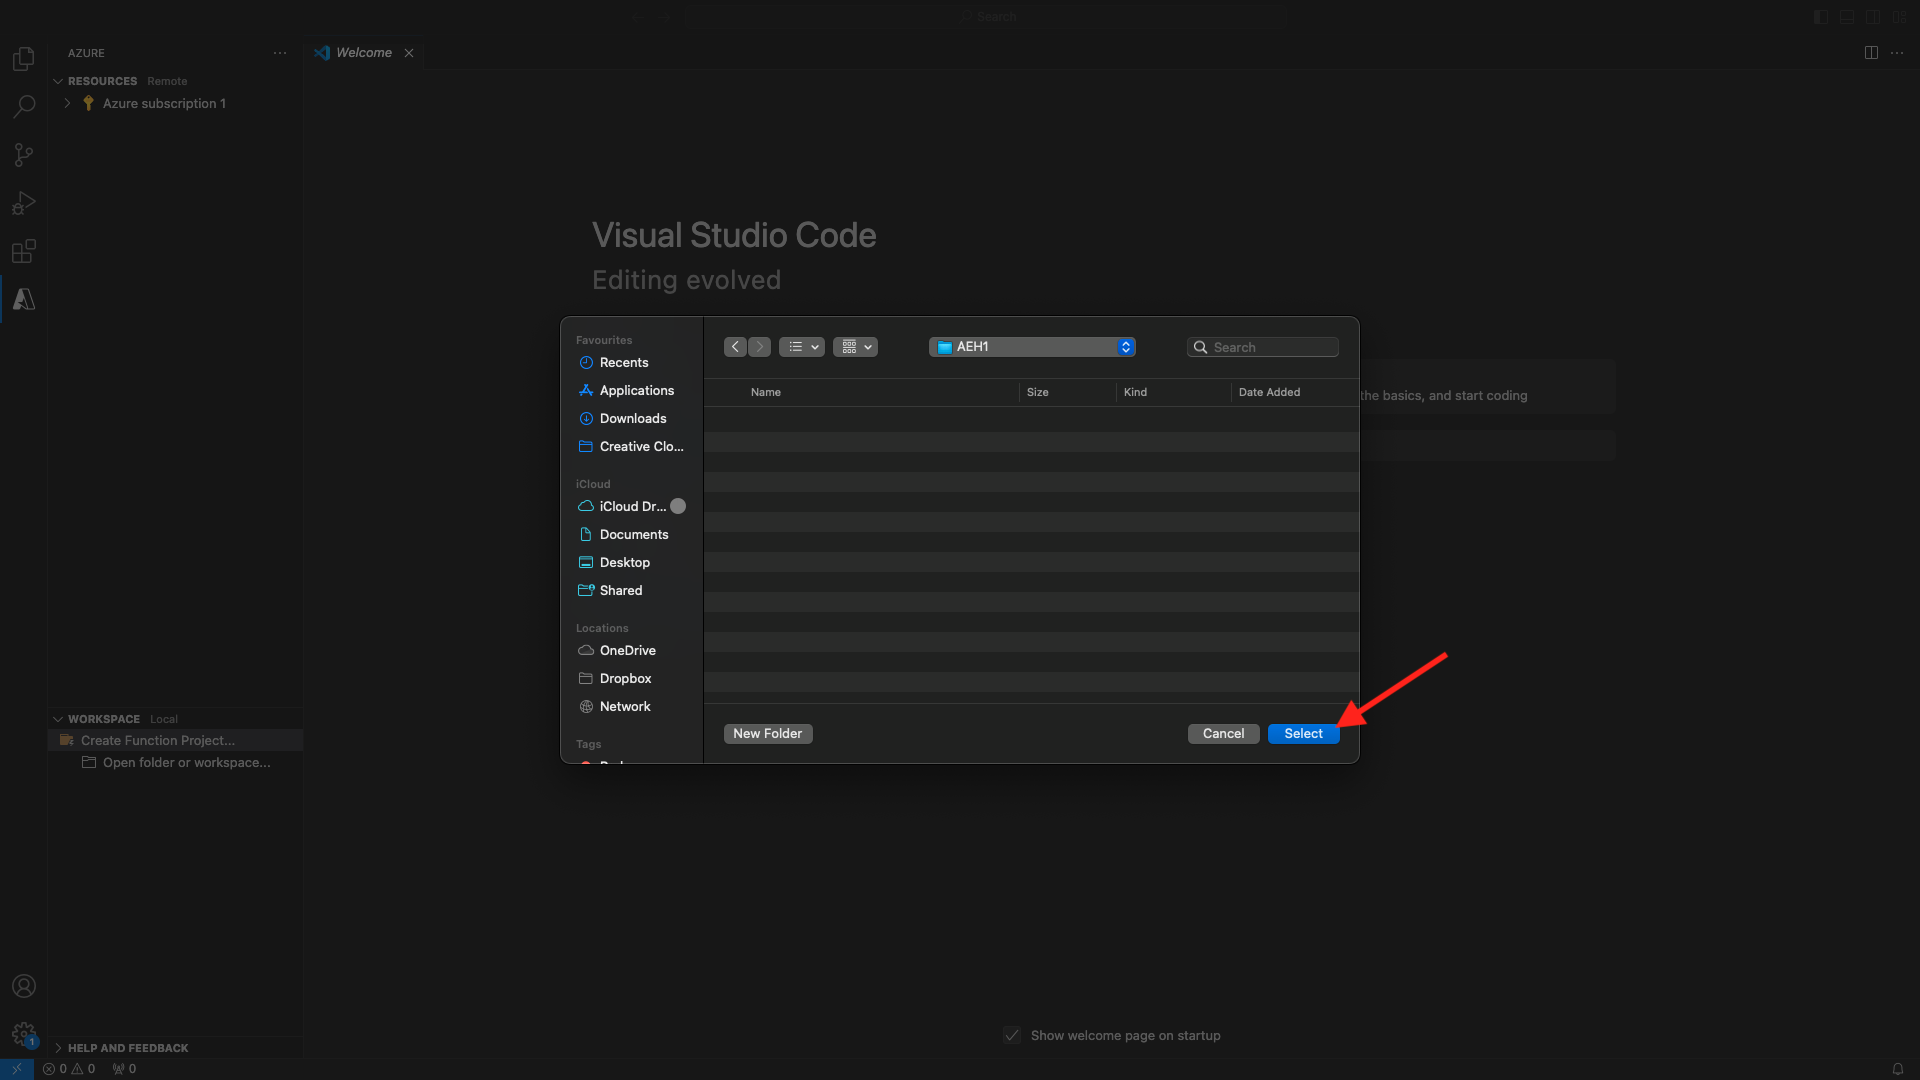 Search
AZURE
Welcome
RESOURCES Remote
Azure subscription 1
Visual Studio Code
Editing evolved
Favourites
Recents
Applications
Downloads
Creative Clo...
iCloud
iCloud Dr...
Documents
Desktop
Shared
Locations
OneDrive
Dropbox
Network
Tags
AEH1
Search
Name Size Kind Date Added
the basics, and start coding
New Folder
Cancel
Select
WORKSPACE Local
Create Function Project...
Open folder or workspace...
Show welcome page on startup
1
HELP AND FEEDBACK
0 0 0